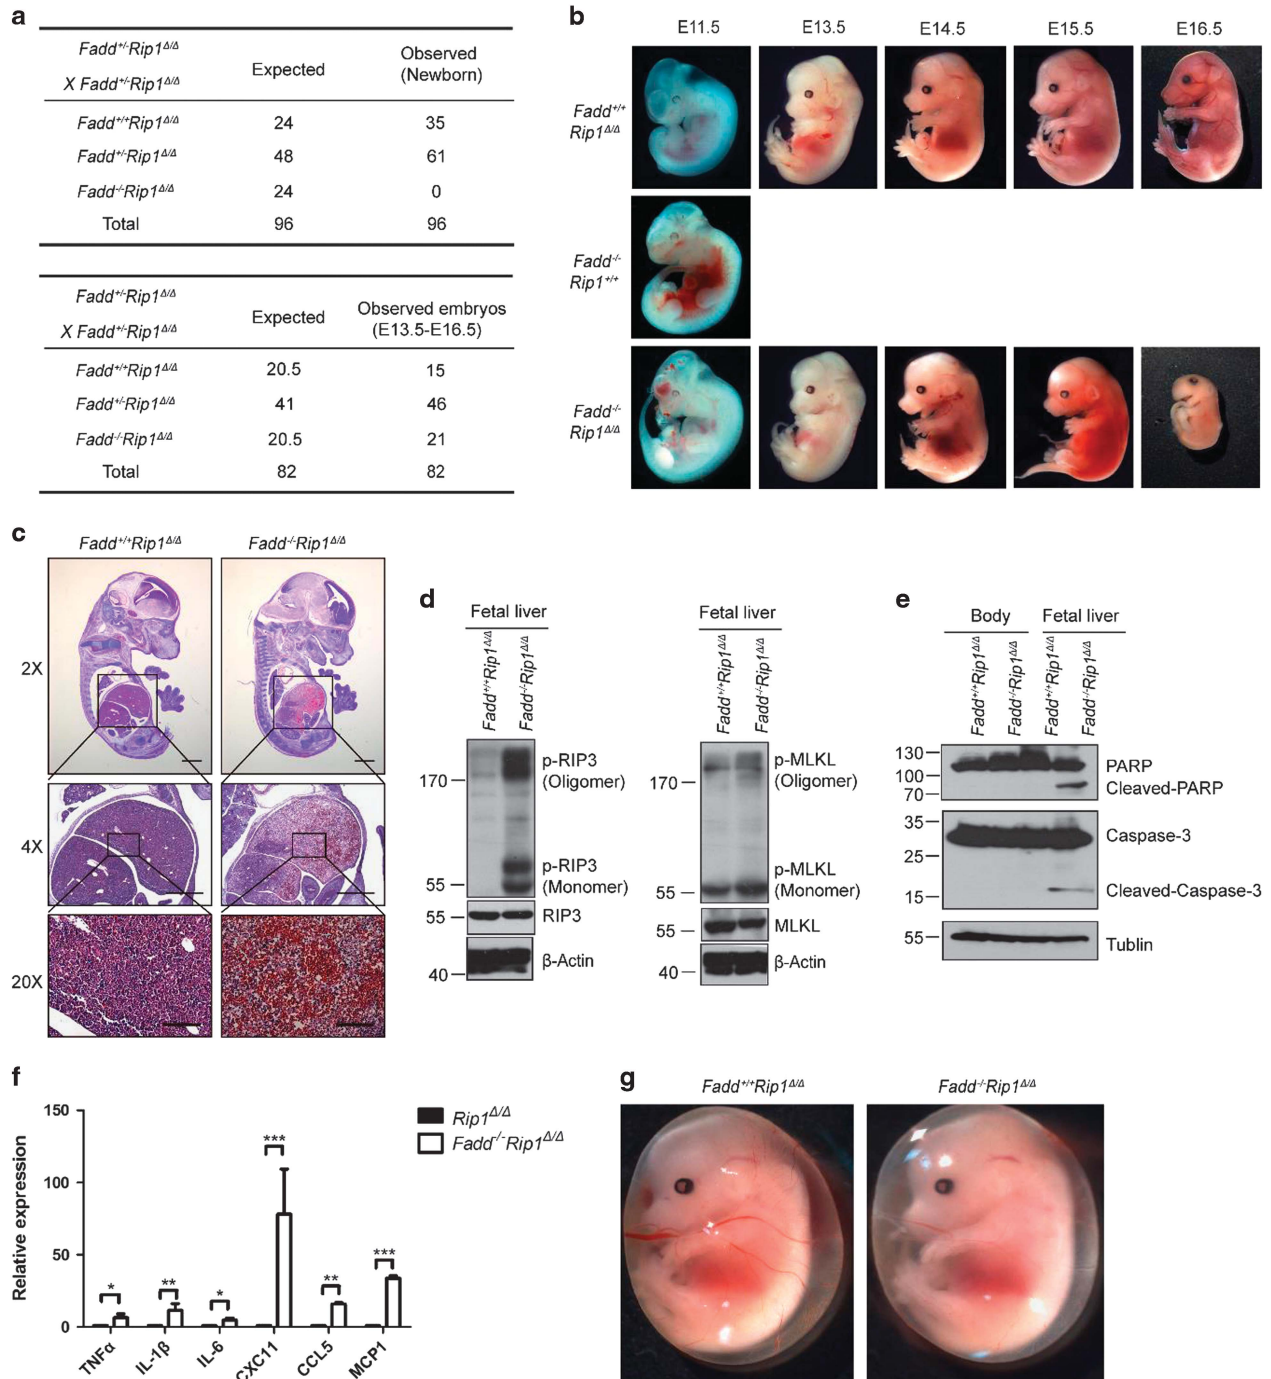 a
Fadd+/-Rip1Δ/Δ
X Fadd+/-Rip1Δ/Δ
Expected
Observed
(Newborn)
Fadd+/+Rip1Δ/Δ 24 35
Fadd+/-Rip1Δ/Δ 48 61
Fadd-/-Rip1Δ/Δ 24 0
Total 96 96
Fadd+/-Rip1Δ/Δ
X Fadd+/-Rip1Δ/Δ
Expected
Observed embryos
(E13.5-E16.5)
Fadd+/+Rip1Δ/Δ 20.5 15
Fadd+/-Rip1Δ/Δ 41 46
Fadd-/-Rip1Δ/Δ 20.5 21
Total 82 82
b
E11.5 E13.5 E14.5 E15.5 E16.5
Fadd+/+
Rip1Δ/Δ
Fadd-/-
Rip1+/+
Fadd-/-
Rip1Δ/Δ
c
Fadd+/+Rip1Δ/Δ Fadd-/-Rip1Δ/Δ
2X
4X
20X
d
Fetal liver
Fadd+/+Rip1Δ/Δ
Fadd-/-Rip1Δ/Δ
p-RIP3
(Oligomer)
170
p-RIP3
(Monomer)
55
55 RIP3
β-Actin
40
Fetal liver
Fadd+/+Rip1Δ/Δ
Fadd-/-Rip1Δ/Δ
p-MLKL
(Oligomer)
170
p-MLKL
(Monomer)
55
55 MLKL
β-Actin
40
e
Body Fetal liver
Fadd+/+Rip1Δ/Δ
Fadd-/-Rip1Δ/Δ
Fadd+/+Rip1Δ/Δ
Fadd-/-Rip1Δ/Δ
130
100
70
PARP
Cleaved-PARP
35
25
15
Caspase-3
Cleaved-Caspase-3
55 Tublin
f
Relative expression
150
100
50
0
* ** * *** ** ***
TNFα IL-1β IL-6 CXC11 CCL5 MCP1
Rip1Δ/Δ
Fadd-/-Rip1Δ/Δ
g
Fadd+/+Rip1Δ/Δ Fadd-/-Rip1Δ/Δ